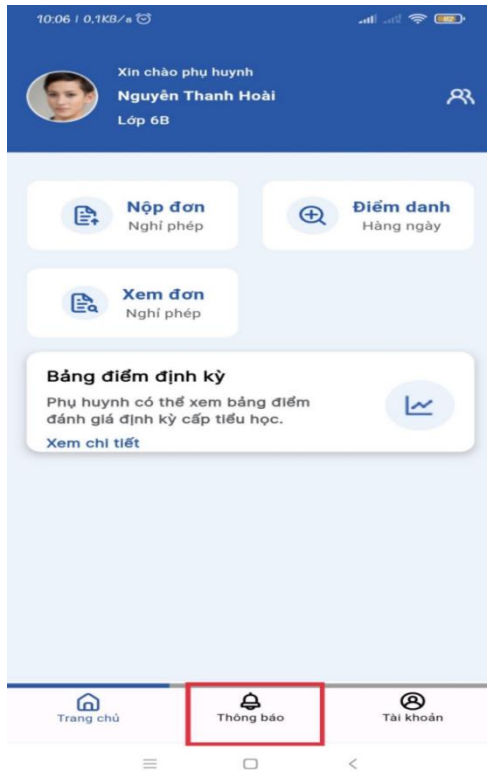 10:06 | 0,1KB/s
Xin chào phụ huynh
Nguyễn Thanh Hoài
Lớp 6B
Nộp đơn
Nghỉ phép
Điểm danh
Hàng ngày
Xem đơn
Nghỉ phép
Bảng điểm định kỳ
Phụ huynh có thể xem bảng điểm
đánh giá định kỳ cấp tiểu học.
Xem chi tiết
Trang chủ
Thông báo
Tài khoản